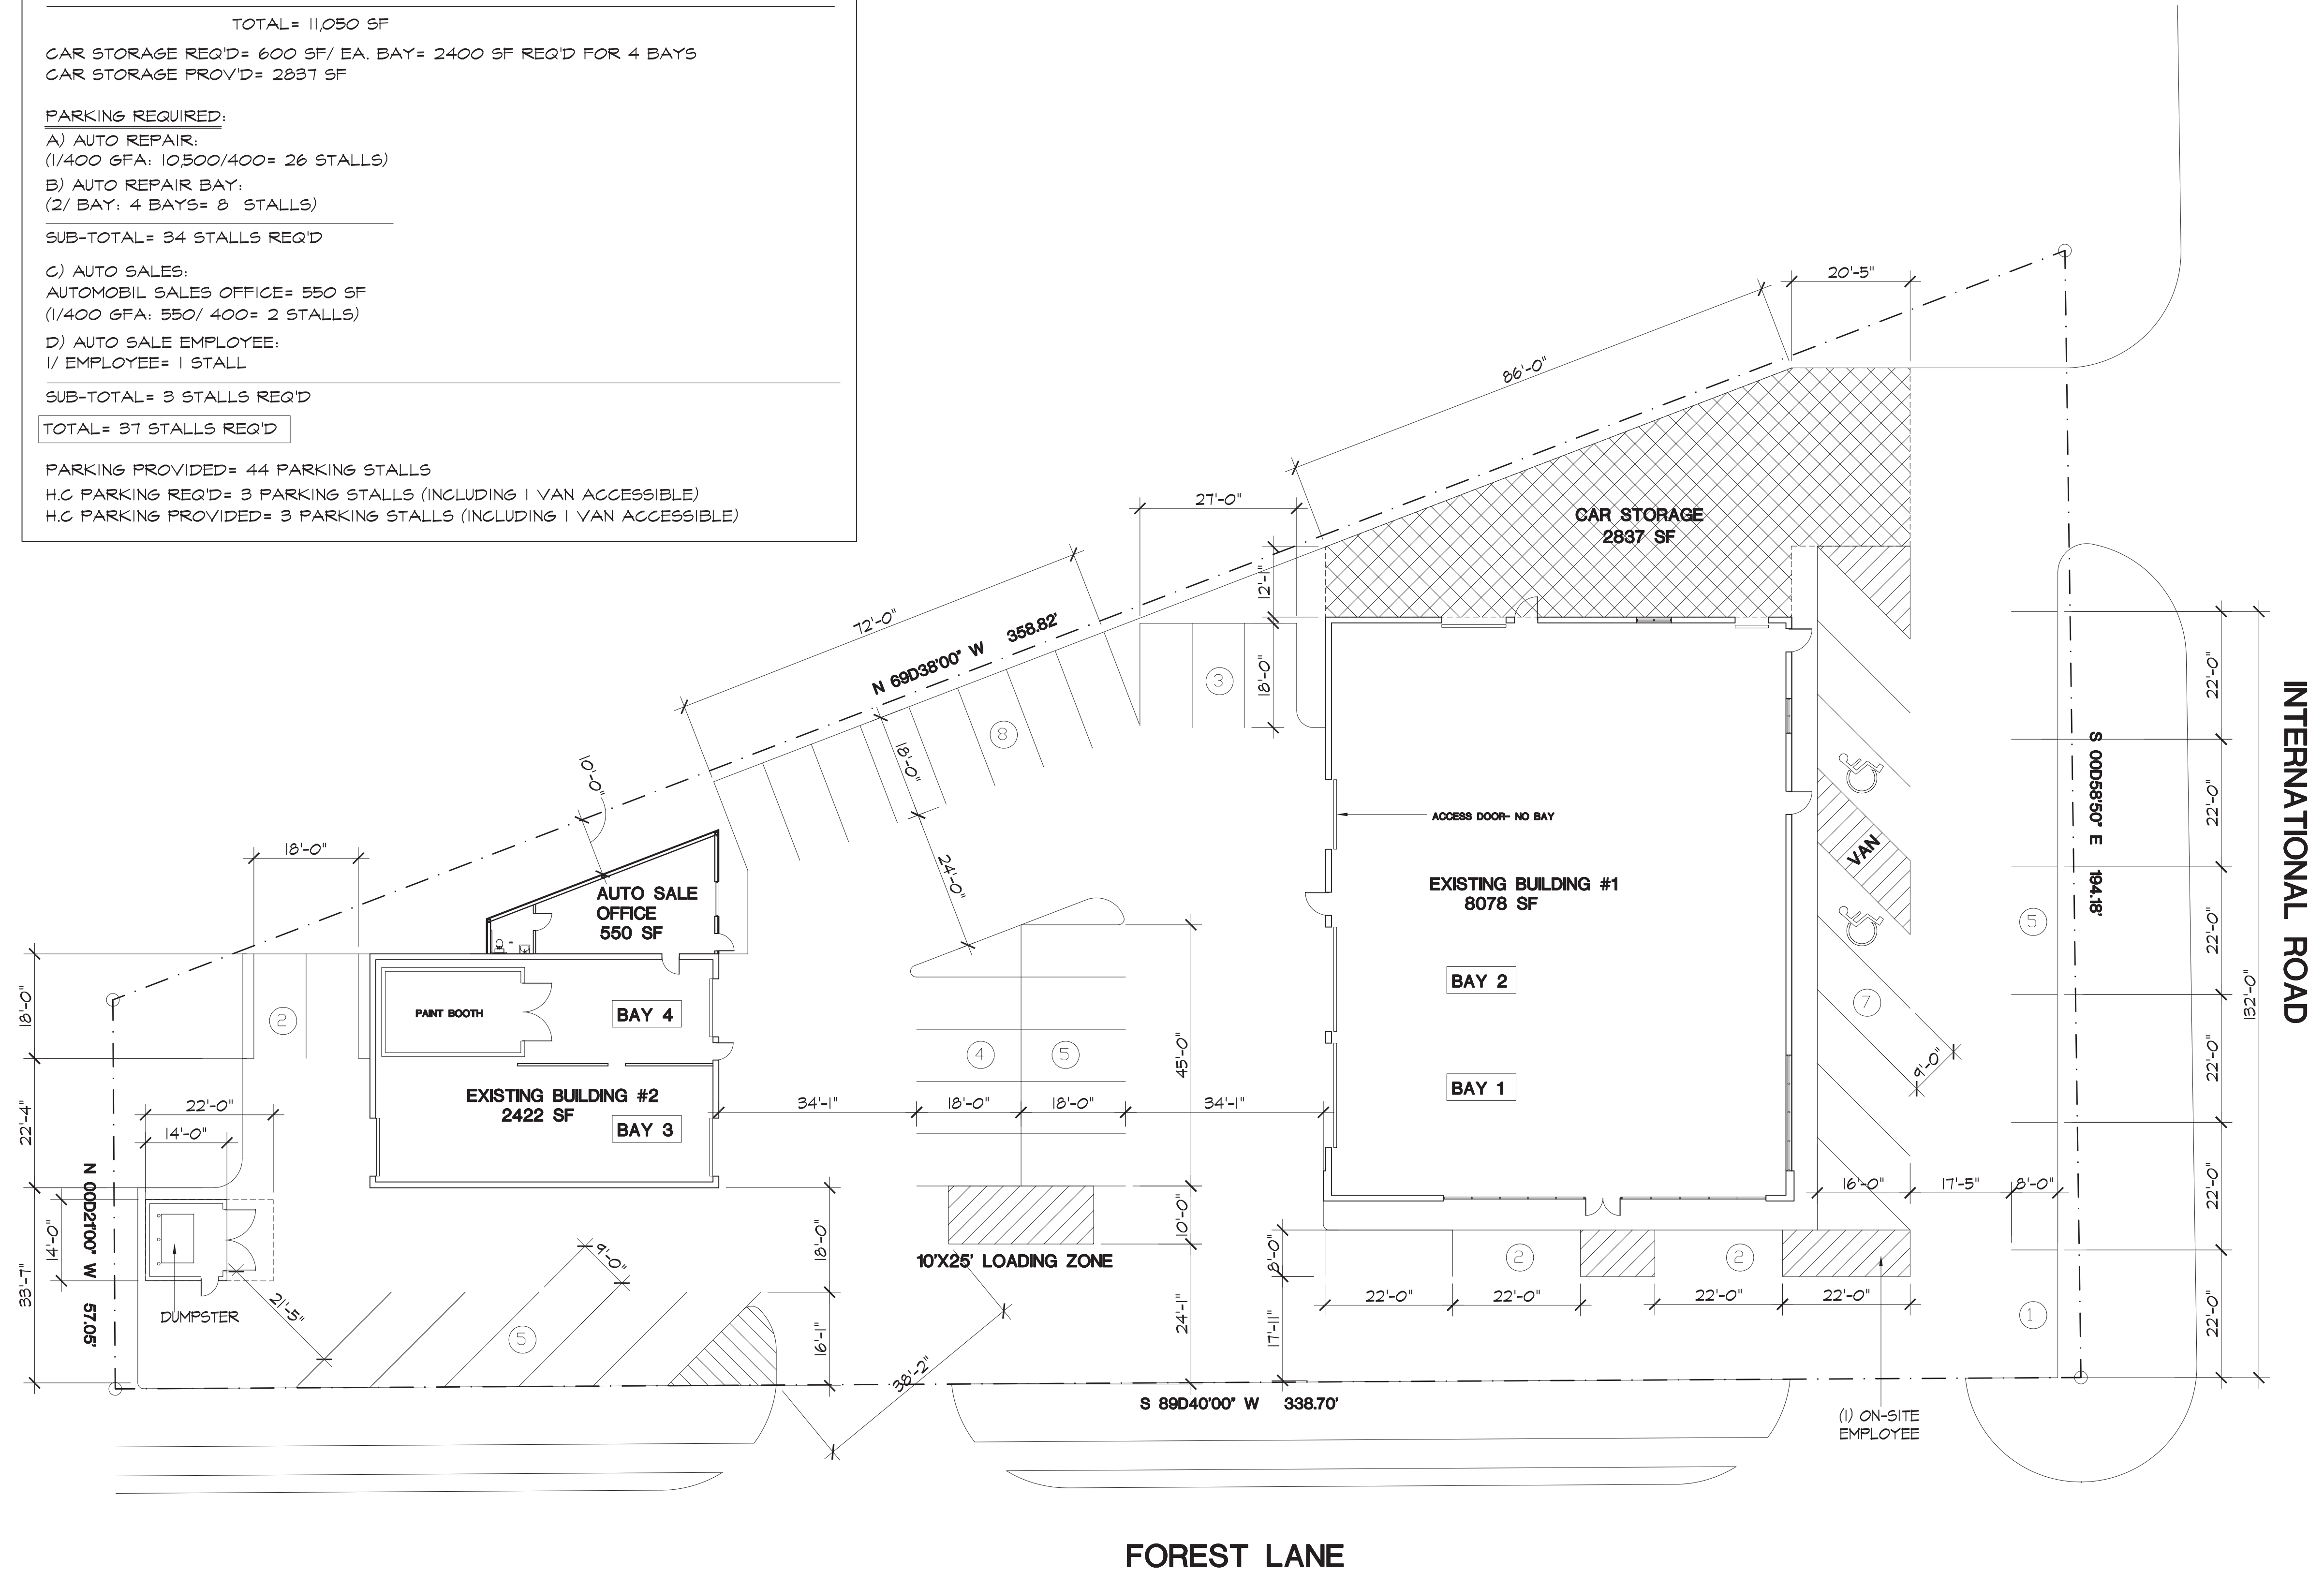 TOTAL= 11,050 SF
CAR STORAGE REQ'D= 600 SF/ EA. BAY= 2400 SF REQ'D FOR 4 BAYS
CAR STORAGE PROV'D= 2837 SF
PARKING REQUIRED:
A) AUTO REPAIR:
(1/400 GFA: 10,500/400= 26 STALLS)
B) AUTO REPAIR BAY:
(2/ BAY: 4 BAYS= 8 STALLS)
SUB-TOTAL= 34 STALLS REQ'D
C) AUTO SALES:
AUTOMOBIL SALES OFFICE= 550 SF
(1/400 GFA: 550/ 400= 2 STALLS)
D) AUTO SALE EMPLOYEE:
1/ EMPLOYEE= 1 STALL
SUB-TOTAL= 3 STALLS REQ'D
TOTAL= 37 STALLS REQ'D
PARKING PROVIDED= 44 PARKING STALLS
H.C PARKING REQ'D= 3 PARKING STALLS (INCLUDING 1 VAN ACCESSIBLE)
H.C PARKING PROVIDED= 3 PARKING STALLS (INCLUDING 1 VAN ACCESSIBLE)
20'-5"
86'-0"
27'-0"
CAR STORAGE
2837 SF
12'-1"
72'-0"
N 69D38'00" W 358.82'
3
18'-0"
8
18'-0"
10'-0"
24'-0"
18'-0"
AUTO SALE
OFFICE
550 SF
ACCESS DOOR- NO BAY
EXISTING BUILDING #1
8078 SF
BAY 2
BAY 1
VAN
7
9'-0"
5
S 00D58'50" E 194.18'
22'-0"
22'-0"
22'-0"
22'-0"
22'-0"
22'-0"
132'-0"
INTERNATIONAL ROAD
18'-0"
2
PAINT BOOTH
BAY 4
EXISTING BUILDING #2
2422 SF
BAY 3
22'-4"
22'-0"
14'-0"
14'-0"
33'-7"
N 00D21'00" W 57.05'
DUMPSTER
21'-5"
9'-0"
5
18'-0"
16'-1"
34'-1"
18'-0"
18'-0"
34'-1"
4
5
45'-0"
10'-0"
24'-1"
10'X25' LOADING ZONE
38'-2"
8'-0"
17'-11"
2
2
22'-0"
22'-0"
22'-0"
22'-0"
16'-0"
17'-5"
8'-0"
1
(1) ON-SITE
EMPLOYEE
S 89D40'00" W 338.70'
FOREST LANE